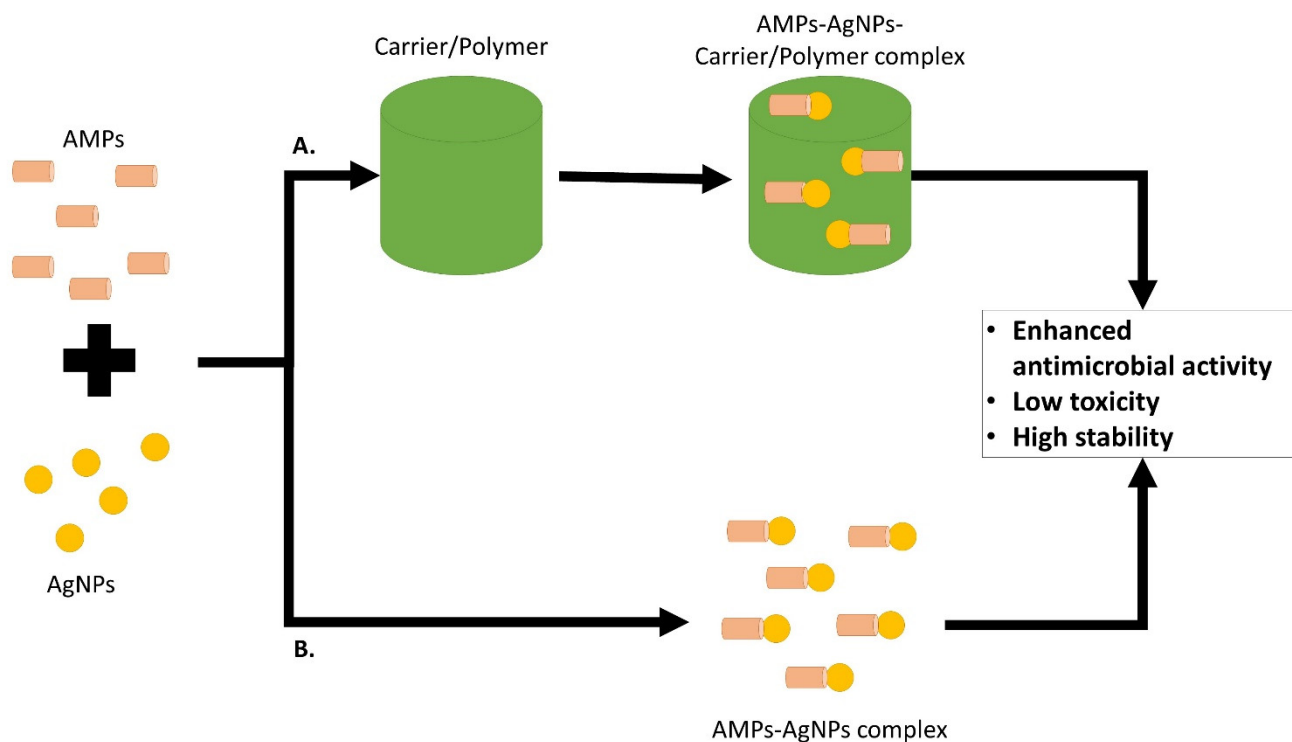 AMPs
AgNPs
A.
Carrier/Polymer
AMPs-AgNPs-
Carrier/Polymer complex
B.
AMPs-AgNPs complex
• Enhanced
antimicrobial activity
• Low toxicity
• High stability